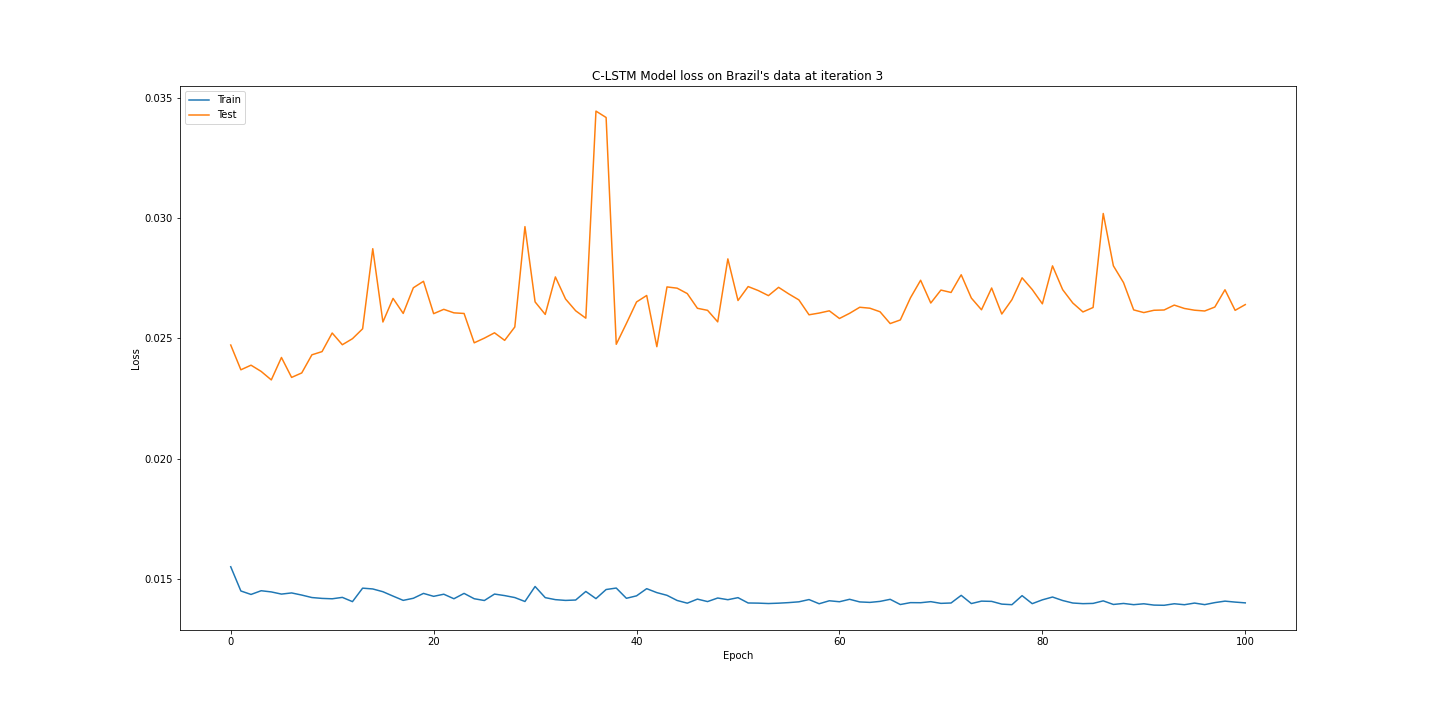 C-LSTM Model loss on Brazil's data at iteration 3
Train
Test
0.035
0.030
0.025
0.020
0.015
Loss
0 20 40 60 80 100
Epoch